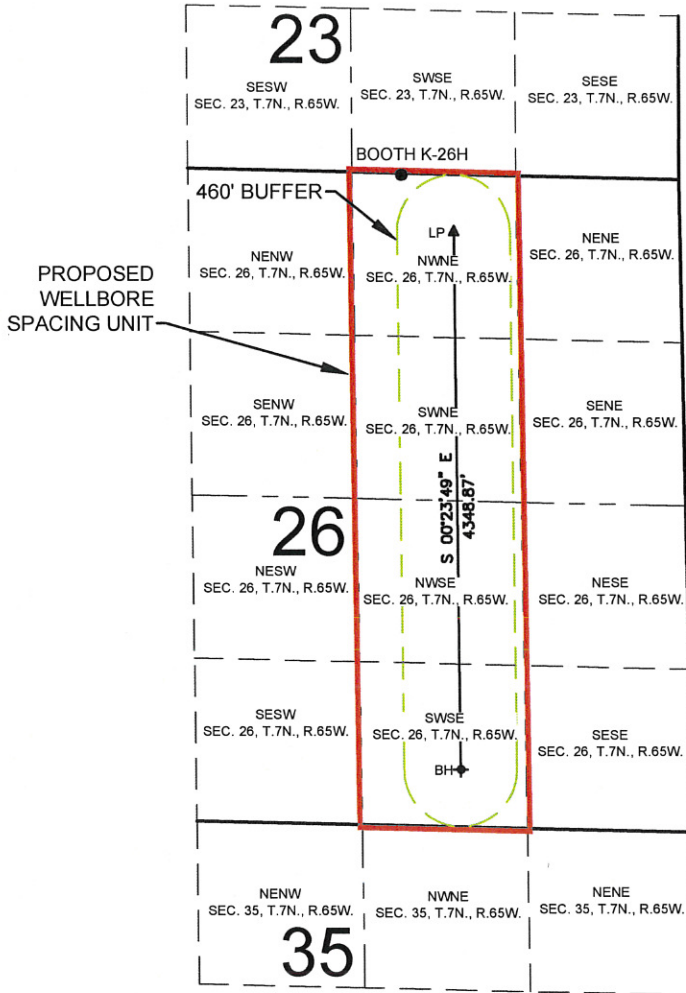 23
SESW
SEC. 23, T.7N., R.65W.
SWSE
SEC. 23, T.7N., R.65W.
SESE
SEC. 23, T.7N., R.65W.
BOOTH K-26H
460' BUFFER
LP
NENW
SEC. 26, T.7N., R.65W.
NWNE
SEC. 26, T.7N., R.65W.
NENE
SEC. 26, T.7N., R.65W.
PROPOSED
WELLBORE
SPACING UNIT
SENW
SEC. 26, T.7N., R.65W.
SWNE
SEC. 26, T.7N., R.65W.
SENE
SEC. 26, T.7N., R.65W.
S 00°23'49" E
4348.87'
26
NESW
SEC. 26, T.7N., R.65W.
NWSE
SEC. 26, T.7N., R.65W.
NESE
SEC. 26, T.7N., R.65W.
SESW
SEC. 26, T.7N., R.65W.
SWSE
SEC. 26, T.7N., R.65W.
SESE
SEC. 26, T.7N., R.65W.
BH
NENW
SEC. 35, T.7N., R.65W.
NWNE
SEC. 35, T.7N., R.65W.
NENE
SEC. 35, T.7N., R.65W.
35